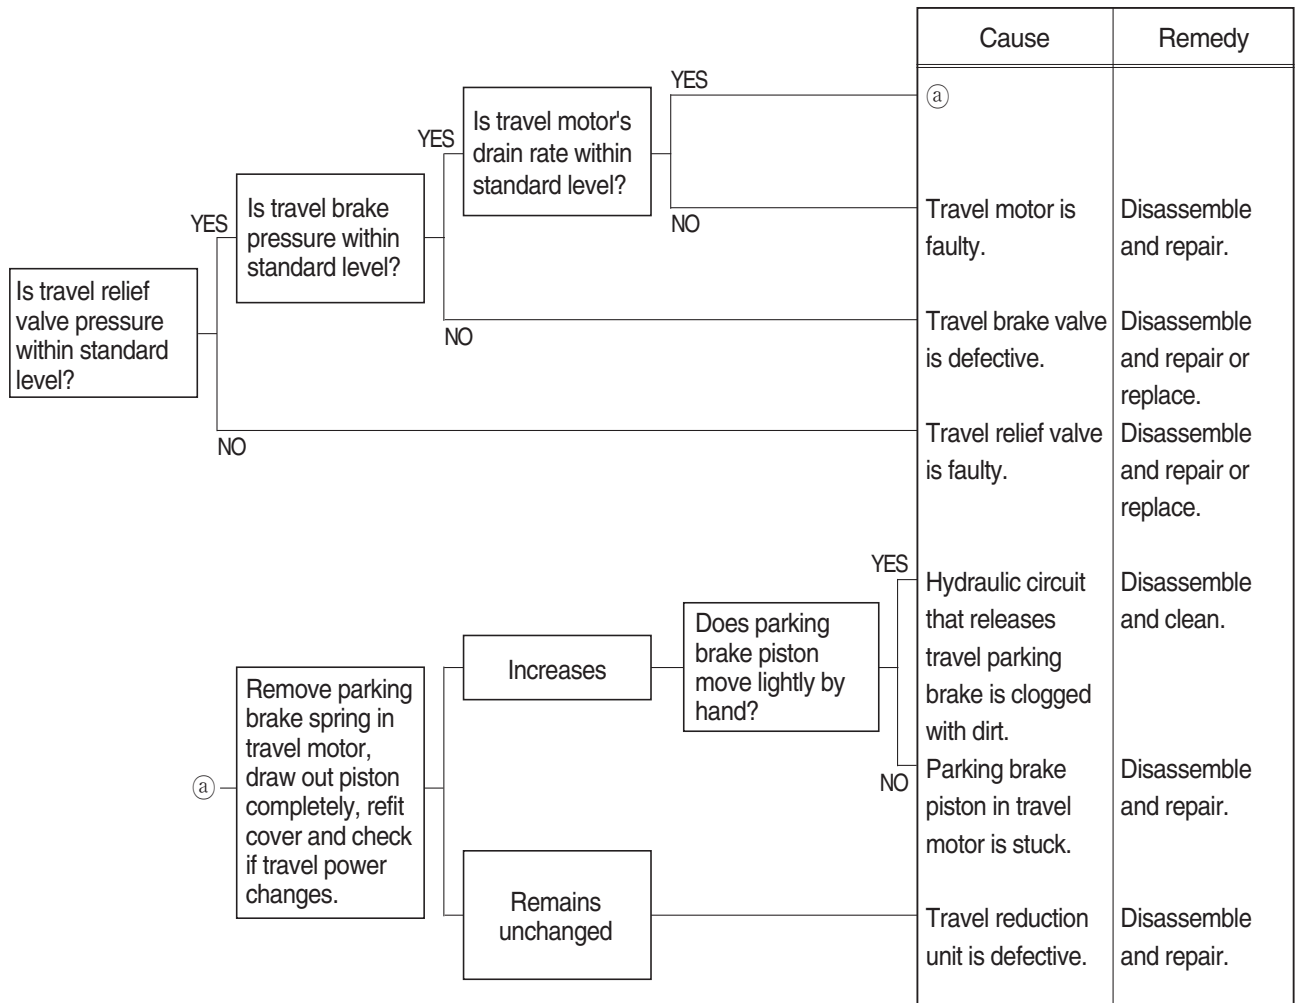 Cause
Remedy
YES
ⓐ
Is travel motor's
drain rate within
standard level?
YES
NO
Travel motor is
faulty.
Disassemble
and repair.
Is travel brake
pressure within
standard level?
YES
NO
Travel brake valve
is defective.
Disassemble
and repair or
replace.
Is travel relief
valve pressure
within standard
level?
NO
Travel relief valve
is faulty.
Disassemble
and repair or
replace.
ⓐ
Remove parking
brake spring in
travel motor,
draw out piston
completely, refit
cover and check
if travel power
changes.
Increases
Does parking
brake piston
move lightly by
hand?
YES
Hydraulic circuit
that releases
travel parking
brake is clogged
with dirt.
Disassemble
and clean.
NO
Parking brake
piston in travel
motor is stuck.
Disassemble
and repair.
Remains
unchanged
Travel reduction
unit is defective.
Disassemble
and repair.